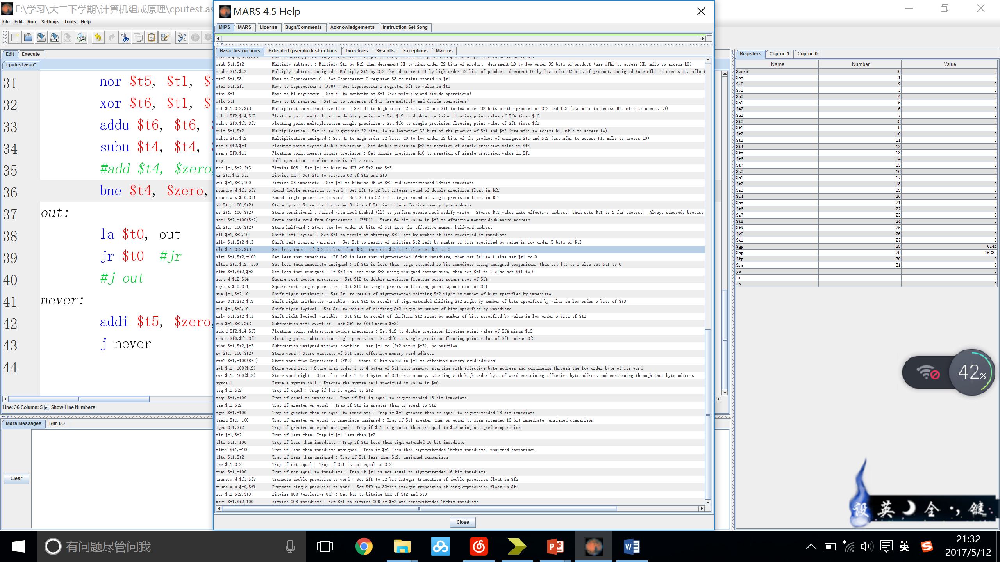 E:\学习\大二下学期\计算机组成原理\cputest.as
File Edit Run Settings Tools Help
Edit Execute
cputest.asm*
31 nor $t5, $t1, $
32 xor $t6, $t1, $
33 addu $t6, $t6,
34 subu $t4, $t4,
35 #add $t4, $zero,
36 bne $t4, $zero,
37 out:
38 la $t0, out
39 jr $t0 #jr
40 #j out
41 never:
42 addi $t5, $zero,
43 j never
44
Line: 36 Column: 5 Show Line Numbers
Mars Messages Run I/O
Clear
MARS 4.5 Help
MIPS MARS License Bugs/Comments Acknowledgements Instruction Set Song
Basic Instructions Extended (pseudo) Instructions Directives Syscalls Exceptions Macros
msub $t1,$t2 Multiply subtract : Multiply $t1 by $t2 then decrement HI by high-order 32 bits of product, decrement LO by low-order 32 bits of product (use mfhi to access HI, mflo to access LO)
msubu $t1,$t2 Multiply subtract unsigned : Multiply $t1 by $t2 then decrement HI by high-order 32 bits of product, decement LO by low-order 32 bits of product, unsigned (use mfhi to access HI, mflo t
mtc0 $t1,$8 Move to Coprocessor 0 : Set Coprocessor 0 register $8 to value stored in $t1
mtc1 $t1,$f1 Move to Coprocessor 1 (FPU) : Set Coprocessor 1 register $f1 to value in $t1
mthi $t1 Move to HI registerr : Set HI to contents of $t1 (see multiply and divide operations)
mtlo $t1 Move to LO register : Set LO to contents of $t1 (see multiply and divide operations)
mul $t1,$t2,$t3 Multiplication without overflow : Set HI to high-order 32 bits, LO and $t1 to low-order 32 bits of the product of $t2 and $t3 (use mfhi to access HI, mflo to access LO)
mul.d $f2,$f4,$f6 Floating point multiplication double precision : Set $f2 to double-precision floating point value of $f4 times $f6
mul.s $f0,$f1,$f3 Floating point multiplication single precision : Set $f0 to single-precision floating point value of $f1 times $f3
mult $t1,$t2 Multiplication : Set hi to high-order 32 bits, lo to low-order 32 bits of the product of $t1 and $t2 (use mfhi to access hi, mflo to access lo)
multu $t1,$t2 Multiplication unsigned : Set HI to high-order 32 bits, LO to low-order 32 bits of the product of unsigned $t1 and $t2 (use mfhi to access HI, mflo to access LO)
neg.d $f2,$f4 Floating point negate double precision : Set double precision $f2 to negation of double precision value in $f4
neg.s $f0,$f1 Floating point negate single precision : Set single precision $f0 to negation of single precision value in $f1
nop Null operation : machine code is all zeroes
nor $t1,$t2,$t3 Bitwise NOR : Set $t1 to bitwise NOR of $t2 and $t3
or $t1,$t2,$t3 Bitwise OR : Set $t1 to bitwise OR of $t2 and $t3
ori $t1,$t2,100 Bitwise OR immediate : Set $t1 to bitwise OR of $t2 and zero-extended 16-bit immediate
round.w.d $f1,$f2 Round double precision to word : Set $f1 to 32-bit integer round of double-precision float in $f2
round.w.s $f0,$f1 Round single precision to word : Set $f0 to 32-bit integer round of single-precision float in $f1
sb $t1,-100($t2) Store byte : Store the low-order 8 bits of $t1 into the effective memory byte address
sc $t1,-100($t2) Store conditional : Paired with Load Linked (ll) to perform atomic read-modify-write. Stores $t1 value into effective address, then sets $t1 to 1 for success. Always succeeds because
sdc1 $f2,-100($t2) Store double word from Coprocessor 1 (FPU)) : Store 64 bit value in $f2 to effective memory doubleword address
sh $t1,-100($t2) Store halfword : Store the low-order 16 bits of $t1 into the effective memory halfword address
sll $t1,$t2,10 Shift left logical : Set $t1 to result of shifting $t2 left by number of bits specified by immediate
sllv $t1,$t2,$t3 Shift left logical variable : Set $t1 to result of shifting $t2 left by number of bits specified by value in low-order 5 bits of $t3
slt $t1,$t2,$t3 Set less than : If $t2 is less than $t3, then set $t1 to 1 else set $t1 to 0
slti $t1,$t2,-100 Set less than immediate : If $t2 is less than sign-extended 16-bit immediate, then set $t1 to 1 else set $t1 to 0
sltiu $t1,$t2,-100 Set less than immediate unsigned : If $t2 is less than sign-extended 16-bit immediate using unsigned comparison, then set $t1 to 1 else set $t1 to 0
sltu $t1,$t2,$t3 Set less than unsigned : If $t2 is less than $t3 using unsigned comparision, then set $t1 to 1 else set $t1 to 0
sqrt.d $f2,$f4 Square root double precision : Set $f2 to double-precision floating point square root of $f4
sqrt.s $f0,$f1 Square root single precision : Set $f0 to single-precision floating point square root of $f1
sra $t1,$t2,10 Shift right arithmetic : Set $t1 to result of sign-extended shifting $t2 right by number of bits specified by immediate
srav $t1,$t2,$t3 Shift right arithmetic variable : Set $t1 to result of sign-extended shifting $t2 right by number of bits specified by value in low-order 5 bits of $t3
srl $t1,$t2,10 Shift right logical : Set $t1 to result of shifting $t2 right by number of bits specified by immediate
srlv $t1,$t2,$t3 Shift right logical variable : Set $t1 to result of shifting $t2 right by number of bits specified by value in low-order 5 bits of $t3
sub $t1,$t2,$t3 Subtraction with overflow : set $t1 to ($t2 minus $t3)
sub.d $f2,$f4,$f6 Floating point subtraction double precision : Set $f2 to double-precision floating point value of $f4 minus $f6
sub.s $f0,$f1,$f3 Floating point subtraction single precision : Set $f0 to single-precision floating point value of $f1 minus $f3
subu $t1,$t2,$t3 Subtraction unsigned without overflow : set $t1 to ($t2 minus $t3), no overflow
sw $t1,-100($t2) Store word : Store contents of $t1 into effective memory word address
swc1 $f1,-100($t2) Store word from Coprocesor 1 (FPU) : Store 32 bit value in $f1 to effective memory word address
swl $t1,-100($t2) Store word left : Store high-order 1 to 4 bytes of $t1 into memory, starting with effective byte address and continuing through the low-order byte of its word
swr $t1,-100($t2) Store word right : Store low-order 1 to 4 bytes of $t1 into memory, starting with high-order byte of word containing effective byte address and continuing through that byte address
syscall Issue a system call : Execute the system call specified by value in $v0
teq $t1,$t2 Trap if equal : Trap if $t1 is equal to $t2
teqi $t1,-100 Trap if equal to immediate : Trap if $t1 is equal to sign-extended 16 bit immediate
tge $t1,$t2 Trap if greater or equal : Trap if $t1 is greater than or equal to $t2
tgei $t1,-100 Trap if greater than or equal to immediate : Trap if $t1 greater than or equal to sign-extended 16 bit immediate
tgeiu $t1,-100 Trap if greater or equal to immediate unsigned : Trap if $t1 greater than or equal to sign-extended 16 bit immediate, unsigned comparison
tgeu $t1,$t2 Trap if greater or equal unsigned : Trap if $t1 is greater than or equal to $t2 using unsigned comparision
tlt $t1,$t2 Trap if less than: Trap if $t1 less than $t2
tlti $t1,-100 Trap if less than immediate : Trap if $t1 less than sign-extended 16-bit immediate
tltiu $t1,-100 Trap if less than immediate unsigned : Trap if $t1 less than sign-extended 16-bit immediate, unsigned comparison
tltu $t1,$t2 Trap if less than unsigned : Trap if $t1 less than $t2, unsigned comparison
tne $t1,$t2 Trap if not equal : Trap if $t1 is not equal to $t2
tnei $t1,-100 Trap if not equal to immediate : Trap if $t1 is not equal to sign-extended 16 bit immediate
trunc.w.d $f1,$f2 Truncate double precision to word : Set $f1 to 32-bit integer truncation of double-precision float in $f2
trunc.w.s $f0,$f1 Truncate single precision to word : Set $f0 to 32-bit integer truncation of single-precision float in $f1
xor $t1,$t2,$t3 Bitwise XOR (exclusive OR) : Set $t1 to bitwise XOR of $t2 and $t3
xori $t1,$t2,100 Bitwise XOR immediate : Set $t1 to bitwise XOR of $t2 and zero-extended 16-bit immediate
Close
Registers Coproc 1 Coproc 0
Name Number Value
$zero 0 0
$at 1 0
$v0 2 0
$v1 3 0
$a0 4 0
$a1 5 0
$a2 6 0
$a3 7 0
$t0 8 0
$t1 9 0
$t2 10 0
$t3 11 0
$t4 12 0
$t5 13 0
$t6 14 0
$t7 15 0
$s0 16 0
$s1 17 0
$s2 18 0
$s3 19 0
$s4 20 0
$s5 21 0
$s6 22 0
$s7 23 0
$t8 24 0
$t9 25 0
$k0 26 0
$k1 27 0
$gp 28 6144
$sp 29 16380
$fp 30 0
$ra 31 0
pc 0
hi 0
lo 0
42%
设 英 全 ·, 键
有问题尽管问我
英
21:32
2017/5/12